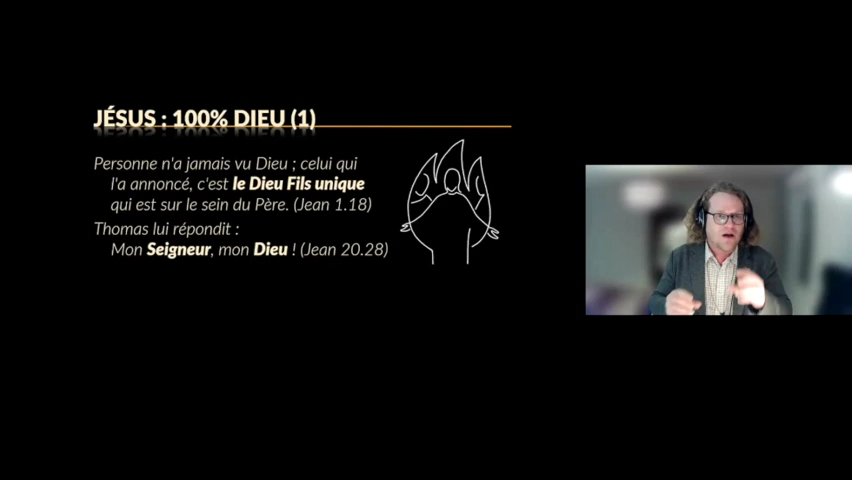 JÉSUS : 100% DIEU (1)
Personne n'a jamais vu Dieu ; celui qui
l'a annoncé, c'est le Dieu Fils unique
qui est sur le sein du Père. (Jean 1.18)
Thomas lui répondit :
Mon Seigneur, mon Dieu ! (Jean 20.28)